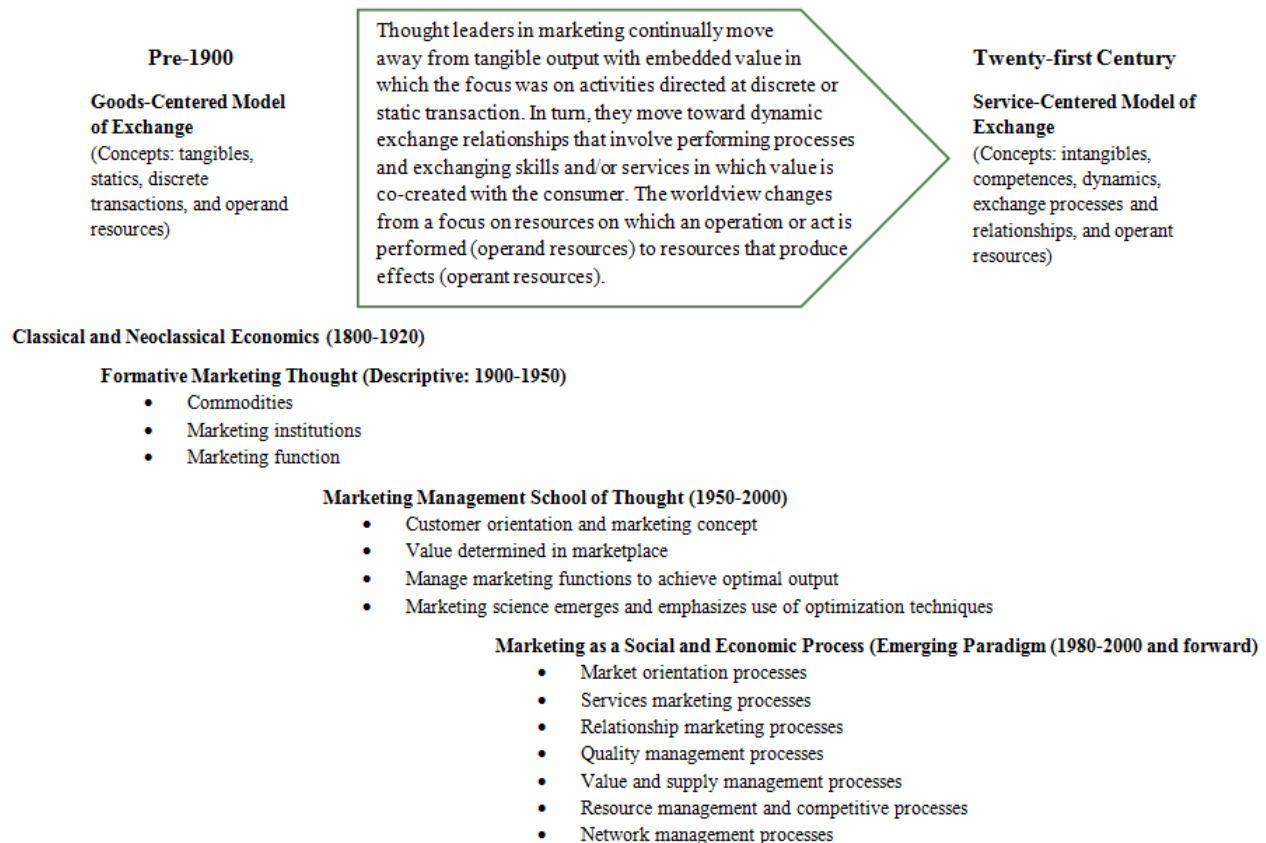 Pre-1900
Goods-Centered Model
of Exchange
(Concepts: tangibles,
statics, discrete
transactions, and operand
resources)
Thought leaders in marketing continually move
away from tangible output with embedded value in
which the focus was on activities directed at discrete or
static transaction. In turn, they move toward dynamic
exchange relationships that involve performing processes
and exchanging skills and/or services in which value is
co-created with the consumer. The worldview changes
from a focus on resources on which an operation or act is
performed (operand resources) to resources that produce
effects (operant resources).
Twenty-first Century
Service-Centered Model of
Exchange
(Concepts: intangibles,
competences, dynamics,
exchange processes and
relationships, and operant
resources)
Classical and Neoclassical Economics (1800-1920)
Formative Marketing Thought (Descriptive: 1900-1950)
• Commodities
• Marketing institutions
• Marketing function
Marketing Management School of Thought (1950-2000)
• Customer orientation and marketing concept
• Value determined in marketplace
• Manage marketing functions to achieve optimal output
• Marketing science emerges and emphasizes use of optimization techniques
Marketing as a Social and Economic Process (Emerging Paradigm (1980-2000 and forward)
• Market orientation processes
• Services marketing processes
• Relationship marketing processes
• Quality management processes
• Value and supply management processes
• Resource management and competitive processes
• Network management processes